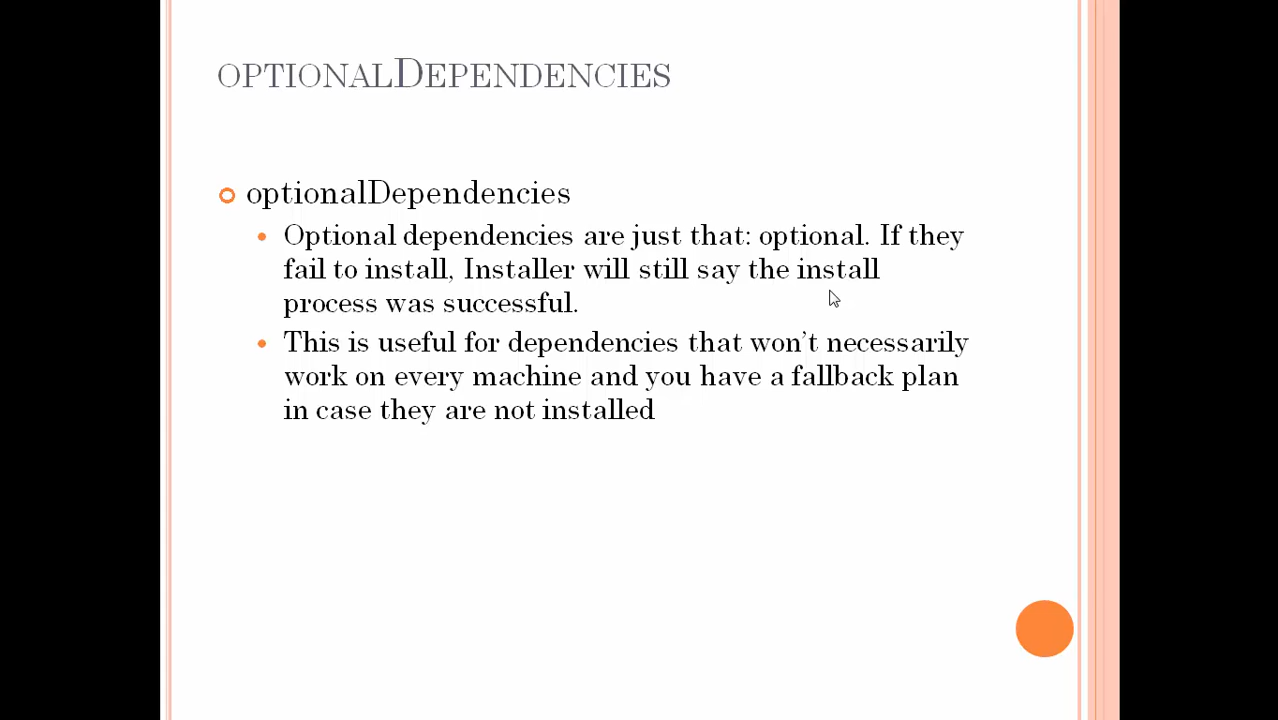 OPTIONALDEPENDENCIES
optionalDependencies
Optional dependencies are just that: optional. If they
fail to install, Installer will still say the install
process was successful.
This is useful for dependencies that won’t necessarily
work on every machine and you have a fallback plan
in case they are not installed